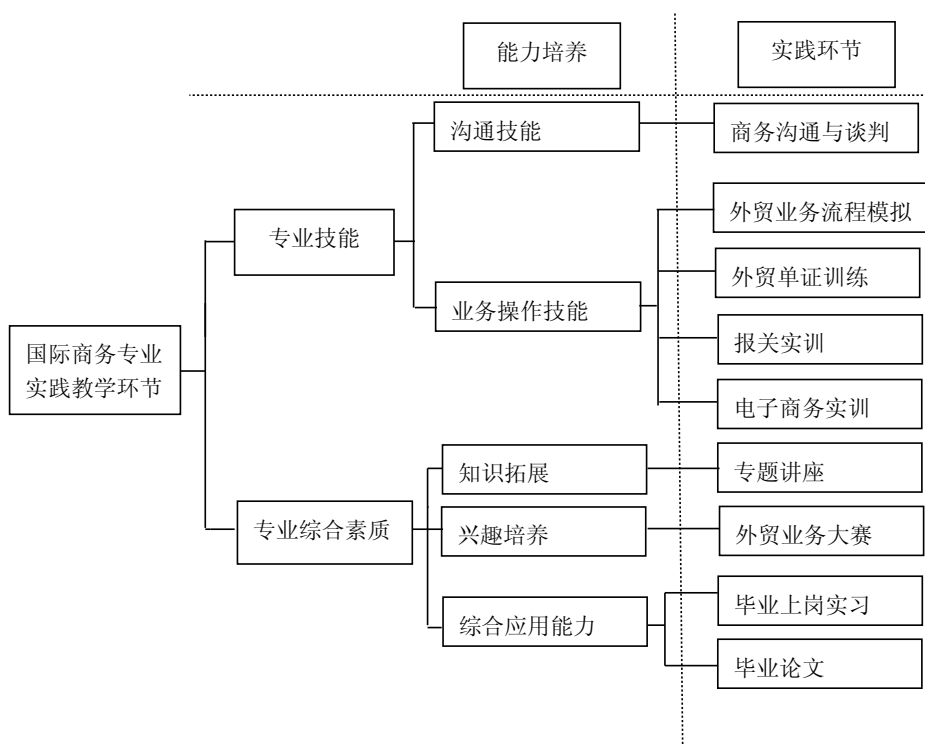 能力培养
实践环节
沟通技能
商务沟通与谈判
外贸业务流程模拟
专业技能
外贸单证训练
业务操作技能
报关实训
国际商务专业
实践教学环节
电子商务实训
知识拓展
专题讲座
专业综合素质
兴趣培养
外贸业务大赛
毕业上岗实习
综合应用能力
毕业论文